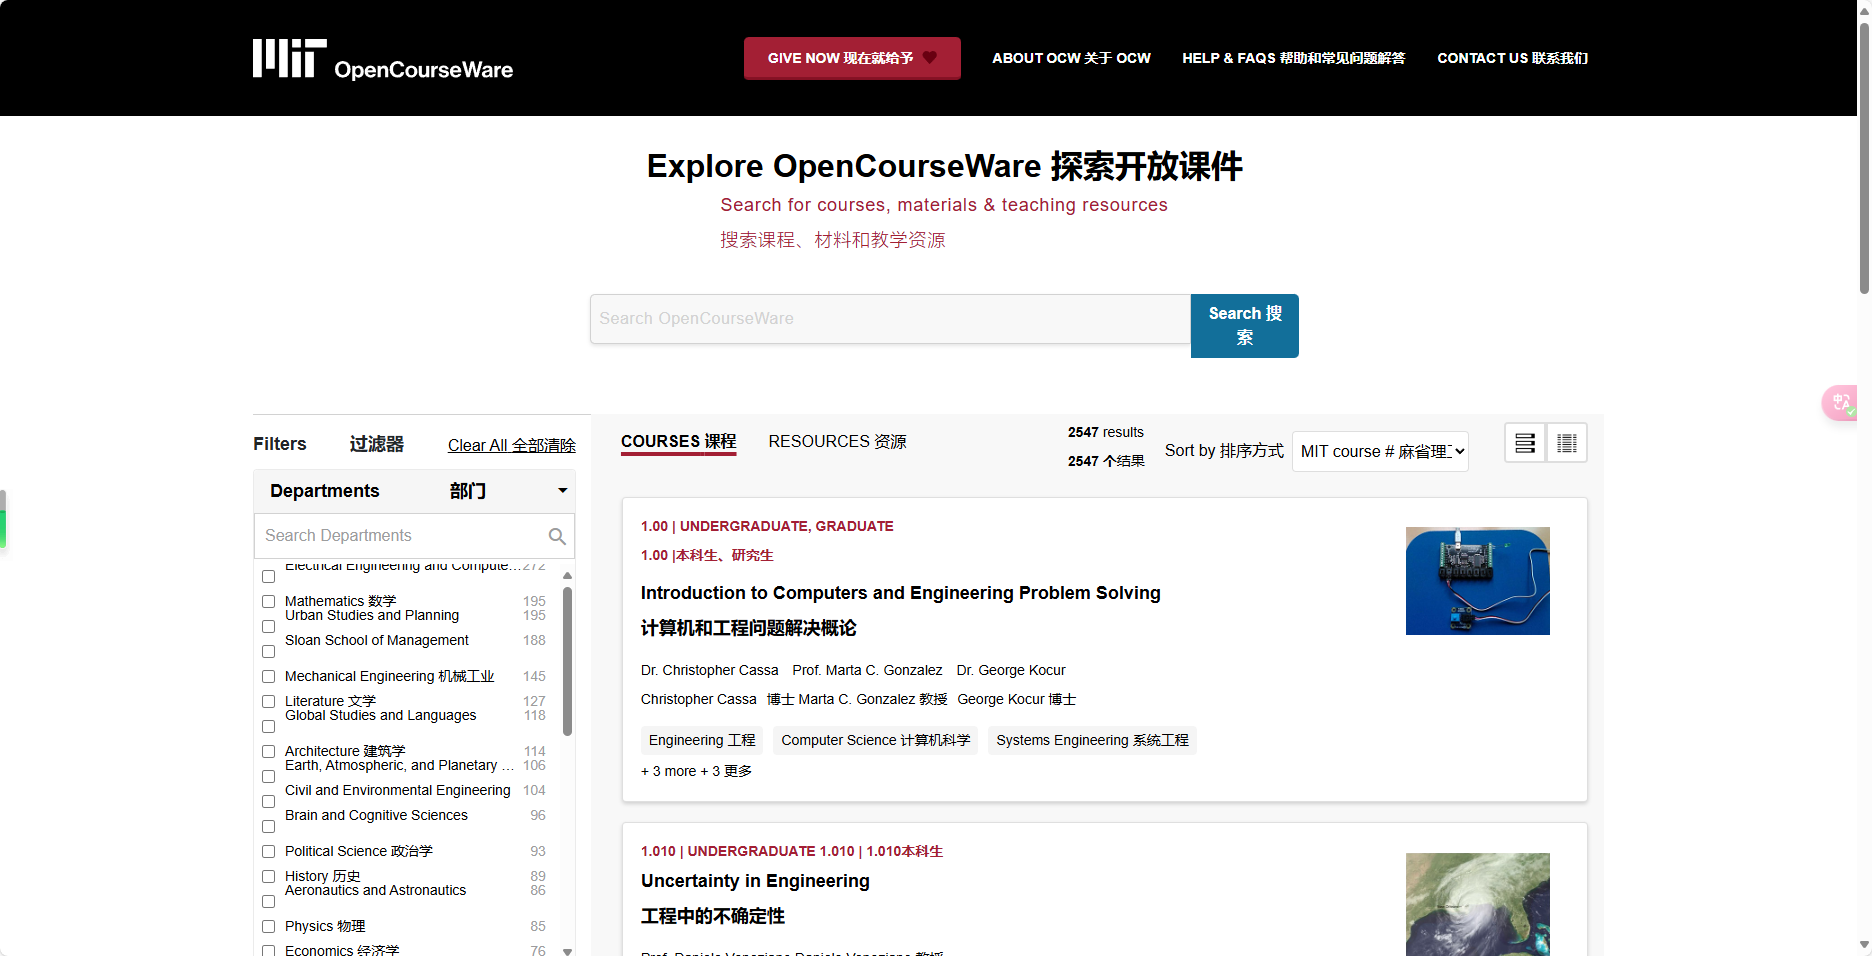 MIT OpenCourseWare
GIVE NOW 现在就给予
ABOUT OCW 关于 OCW
HELP & FAQS 帮助和常见问题解答
CONTACT US 联系我们
Explore OpenCourseWare 探索开放课件
Search for courses, materials & teaching resources
搜索课程、材料和教学资源
Search OpenCourseWare
Search 搜
索
Filters 过滤器
Clear All 全部清除
Departments 部门
Search Departments
Electrical Engineering and Compute... 272
Mathematics 数学 195
Urban Studies and Planning 195
Sloan School of Management 188
Mechanical Engineering 机械工业 145
Literature 文学 127
Global Studies and Languages 118
Architecture 建筑学 114
Earth, Atmospheric, and Planetary ... 106
Civil and Environmental Engineering 104
Brain and Cognitive Sciences 96
Political Science 政治学 93
History 历史 89
Aeronautics and Astronautics 86
Physics 物理 85
Economics 经济学 76
COURSES 课程
RESOURCES 资源
2547 results
2547 个结果
Sort by 排序方式
MIT course # 麻省理工
1.00 | UNDERGRADUATE, GRADUATE
1.00 |本科生、研究生
Introduction to Computers and Engineering Problem Solving
计算机和工程问题解决概论
Dr. Christopher Cassa Prof. Marta C. Gonzalez Dr. George Kocur
Christopher Cassa 博士 Marta C. Gonzalez 教授 George Kocur 博士
Engineering 工程
Computer Science 计算机科学
Systems Engineering 系统工程
+ 3 more + 3 更多
1.010 | UNDERGRADUATE 1.010 | 1.010本科生
Uncertainty in Engineering
工程中的不确定性
Prof. Daniele Veneziano Daniele Veneziano 教授